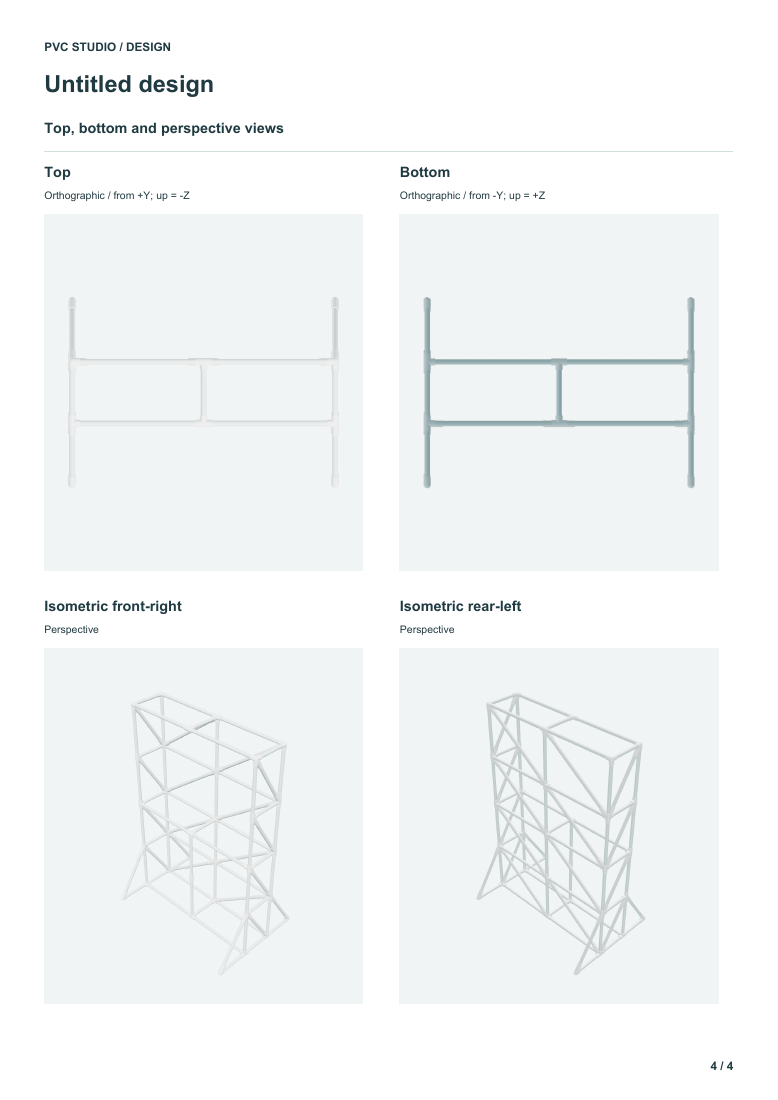 PVC STUDIO / DESIGN
Untitled design
Top, bottom and perspective views
Top
Orthographic / from +Y; up = -Z
Bottom
Orthographic / from -Y; up = +Z
Isometric front-right
Perspective
Isometric rear-left
Perspective
4 / 4